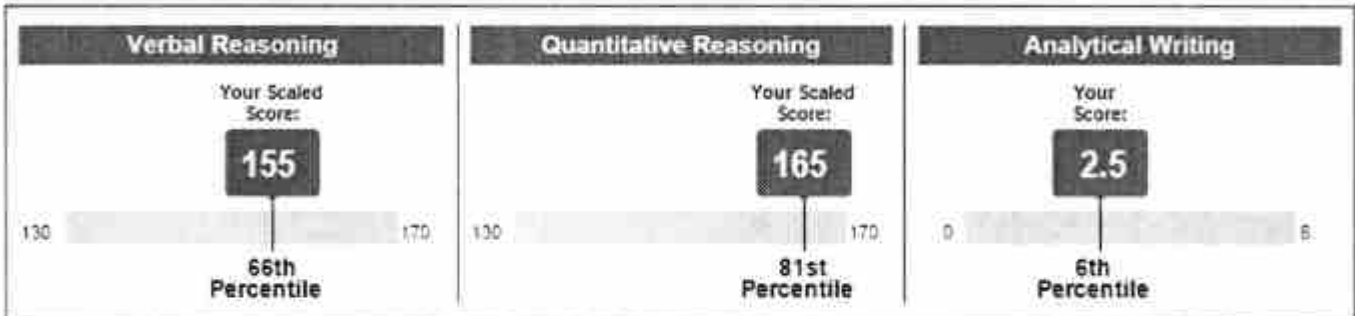 Verbal Reasoning
Your Scaled
Score:
155
130
170
66th
Percentile
Quantitative Reasoning
Your Scaled
Score:
165
130
170
81st
Percentile
Analytical Writing
Your
Score:
2.5
0
6
6th
Percentile